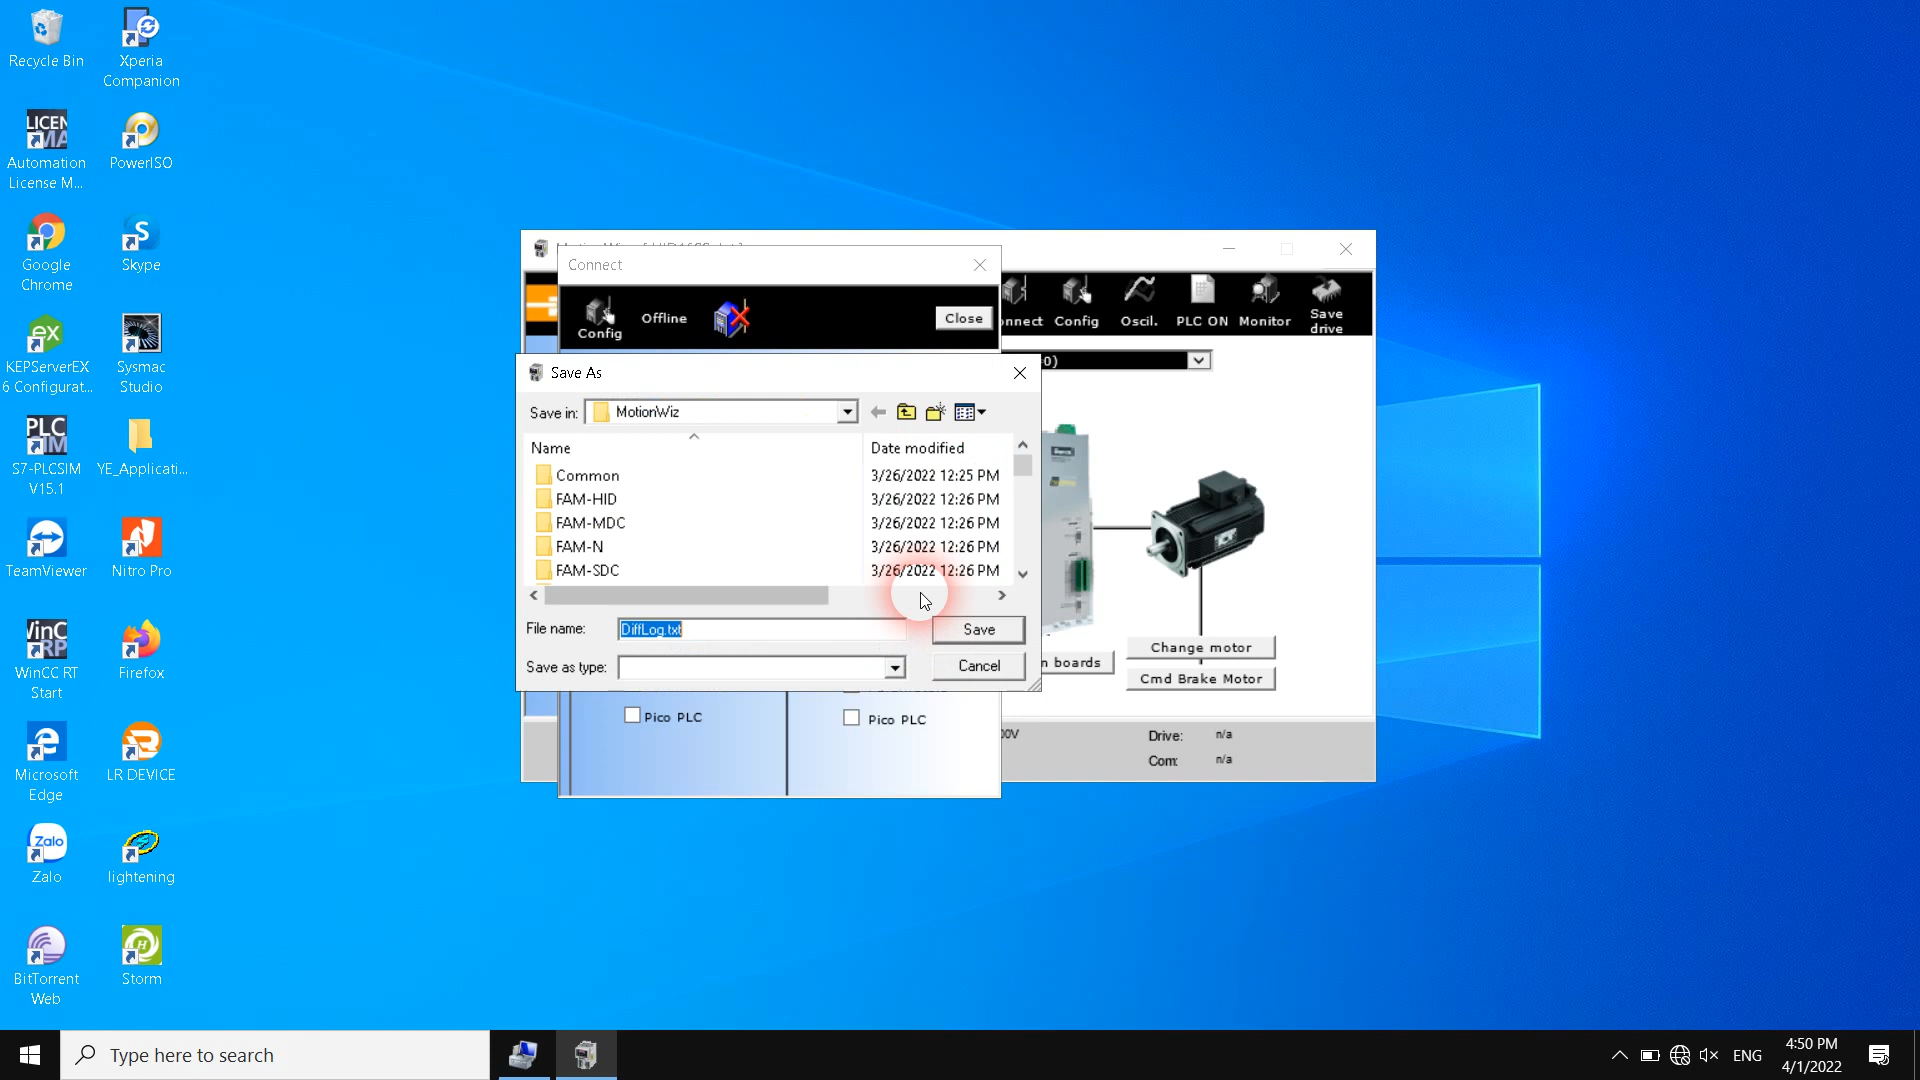 Recycle Bin
Xperia
Companion
LICEN
Automation
License M...
PowerISO
Google
Chrome
Skype
ex
KEPServerEX
6 Configurat...
Sysmac
Studio
PLC
S7-PLCSIM
V15.1
YE_Applicati...
TeamViewer
Nitro Pro
WinCC RT
Start
Firefox
Microsoft
Edge
LR DEVICE
Zalo
Zalo
lightening
BitTorrent
Web
Storm
Connect
Config
Offline
Close
nnect
Config
Oscil.
PLC ON
Monitor
Save
drive
0)
Save As
Save in:
MotionWiz
Name
Date modified
Common
3/26/2022 12:25 PM
FAM-HID
3/26/2022 12:26 PM
FAM-MDC
3/26/2022 12:26 PM
FAM-N
3/26/2022 12:26 PM
FAM-SDC
3/26/2022 12:26 PM
File name:
DiffLog.txt
Save
Save as type:
Cancel
n boards
Change motor
Cmd Brake Motor
Pico PLC
Pico PLC
00V
Drive:
n/a
Com:
n/a
Type here to search
ENG
4:50 PM
4/1/2022